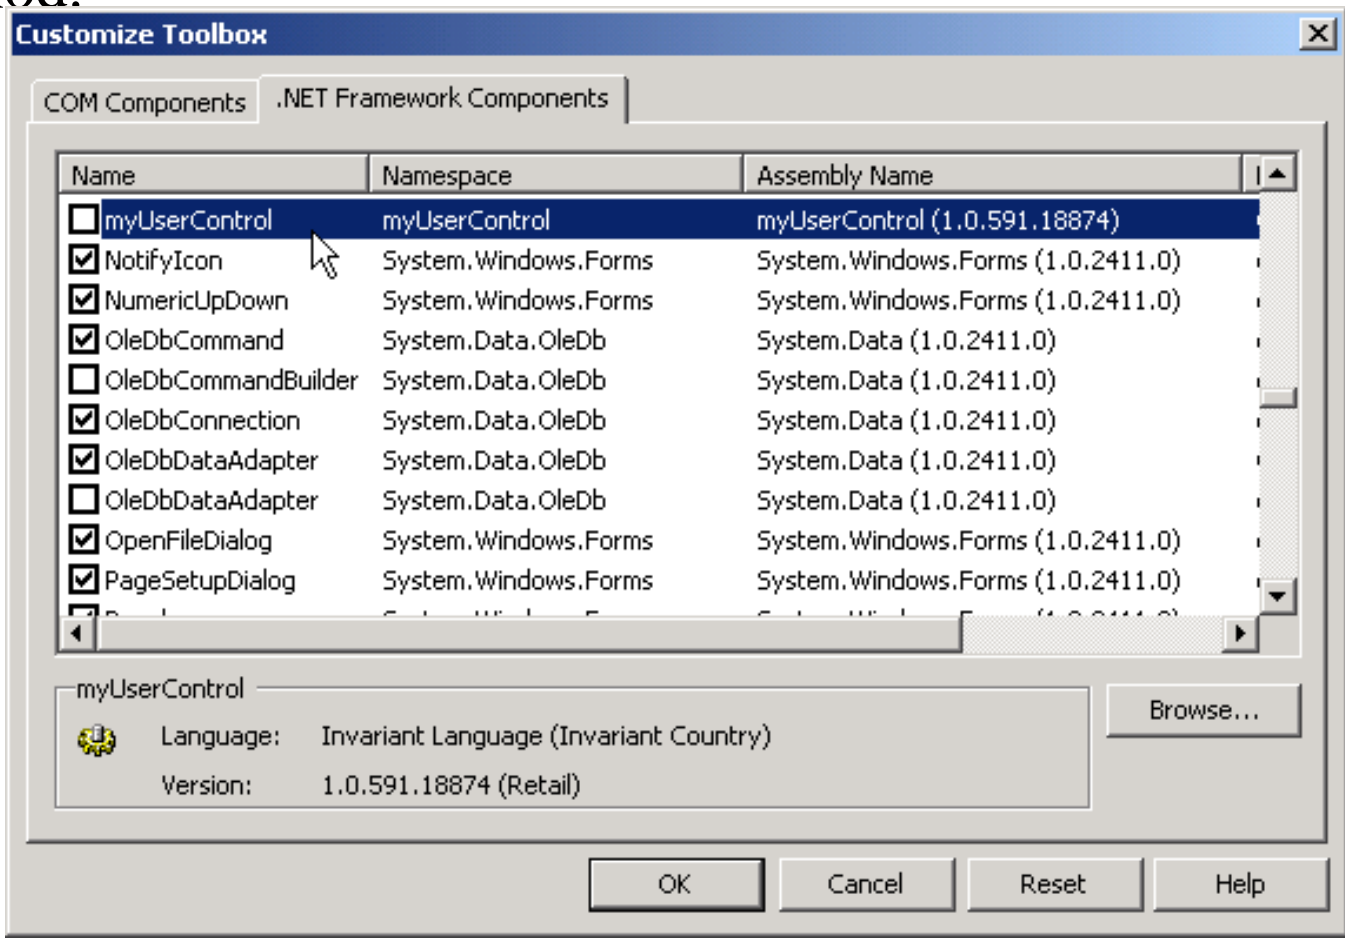 Customize Toolbox
COM Components .NET Framework Components
Name Namespace Assembly Name
myUserControl myUserControl myUserControl (1.0.591.18874)
NotifyIcon System.Windows.Forms System.Windows.Forms (1.0.2411.0)
NumericUpDown System.Windows.Forms System.Windows.Forms (1.0.2411.0)
OleDbCommand System.Data.OleDb System.Data (1.0.2411.0)
OleDbCommandBuilder System.Data.OleDb System.Data (1.0.2411.0)
OleDbConnection System.Data.OleDb System.Data (1.0.2411.0)
OleDbDataAdapter System.Data.OleDb System.Data (1.0.2411.0)
OleDbDataAdapter System.Data.OleDb System.Data (1.0.2411.0)
OpenFileDialog System.Windows.Forms System.Windows.Forms (1.0.2411.0)
PageSetupDialog System.Windows.Forms System.Windows.Forms (1.0.2411.0)
myUserControl
Browse...
Language: Invariant Language (Invariant Country)
Version: 1.0.591.18874 (Retail)
OK Cancel Reset Help